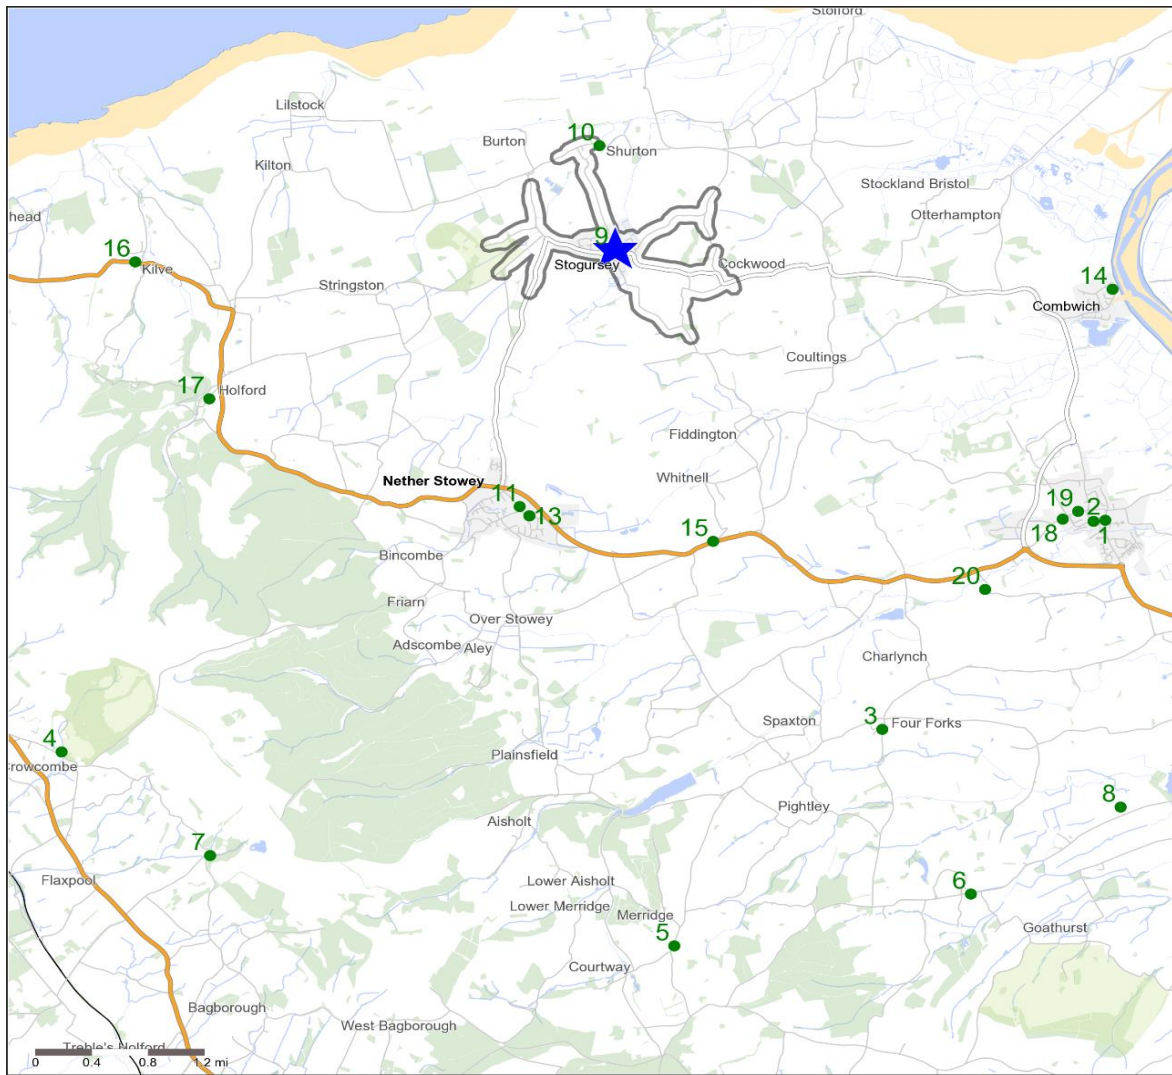 Stolford
Lilstock
Burton
10
Shurton
Kilton
Stockland Bristol
head
Otterhampton
16
9
Kilve
Stogursey
Cockwood
Stringston
14
Combwich
Coultings
17
Holford
Fiddington
Whitnell
Nether Stowey
11
13
19
2
18
1
15
Bincombe
20
Friarn
Over Stowey
Adscombe
Aley
Charlynch
3
Spaxton
Four Forks
4
Crowcombe
Plainsfield
8
Pightley
Aisholt
7
Flaxpool
Lower Aisholt
6
Lower Merridge
Merridge
Goathurst
5
Courtway
Bagborough
West Bagborough
Treble's Holford
0
0.4
0.8
1.2 mi